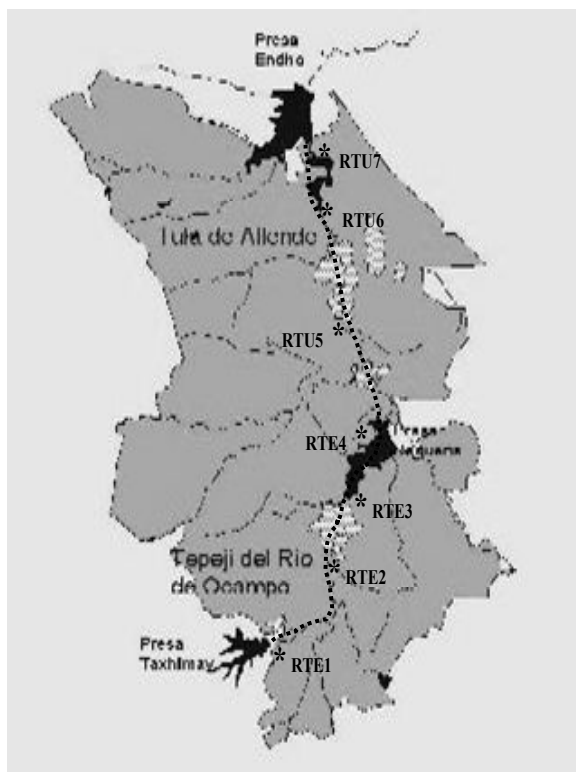 Presa
Endho
RTU7
RTU6
Tula de Allende
RTU5
RTE4
RTE3
Tepeji del Rio
de Ocampo
RTE2
Presa
Taxhimay
RTE1